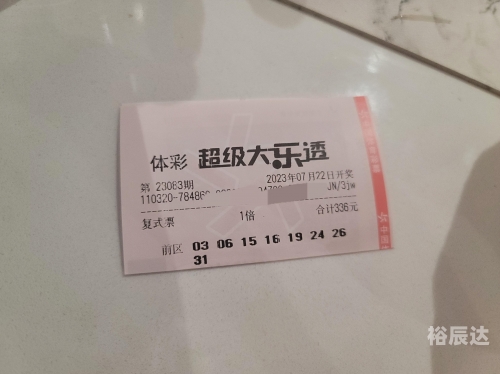 体彩 超级大乐透
第 23083期 2023年07月22日开奖
110320-78486 JN/3jw
复式票 1倍 合计336元
前区 03 06 15 16 19 24 26
31
裕辰达